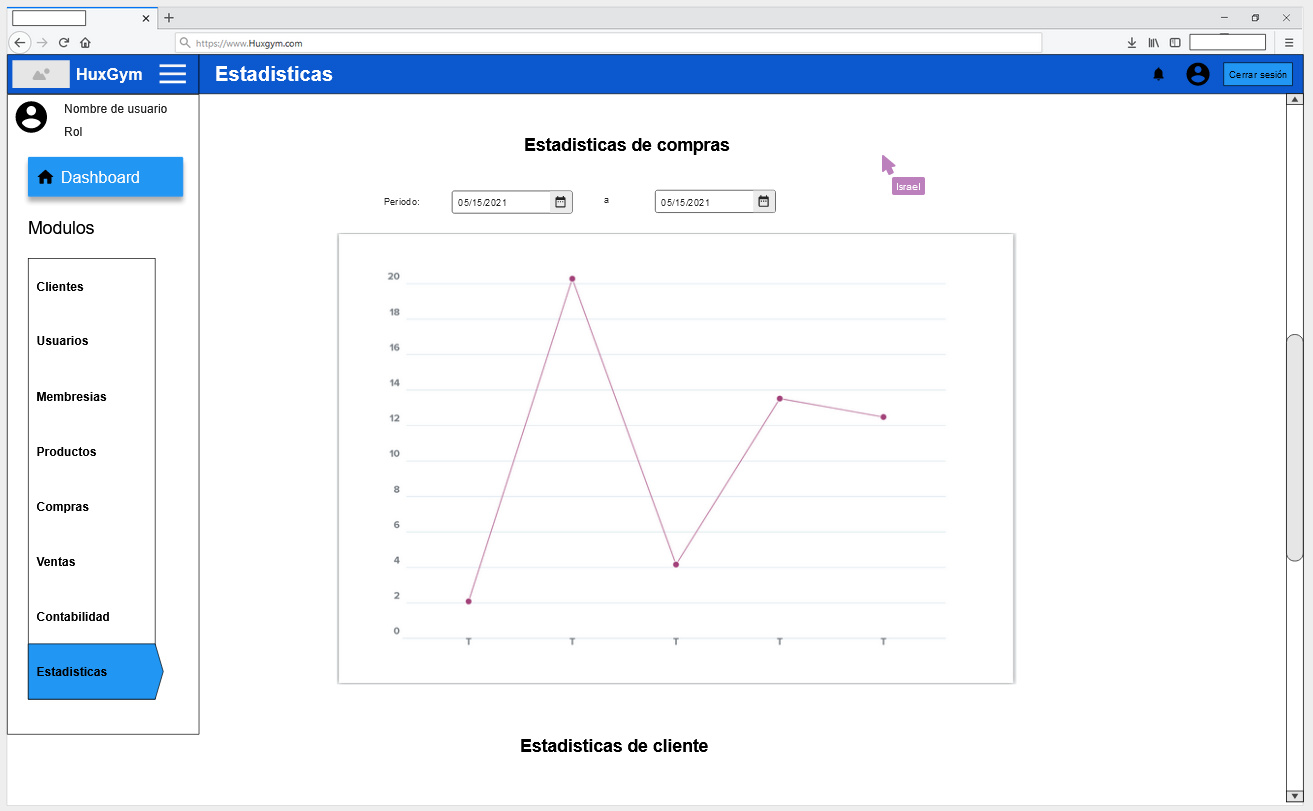 https://www.Huxgym.com
HuxGym
Estadisticas
Cerrar sesión
Nombre de usuario
Rol
Dashboard
Modulos
Clientes
Usuarios
Membresias
Productos
Compras
Ventas
Contabilidad
Estadisticas
Estadisticas de compras
Israel
Periodo: 05/15/2021 a 05/15/2021
20
18
16
14
12
10
8
6
4
2
0
T T T T T
Estadisticas de cliente